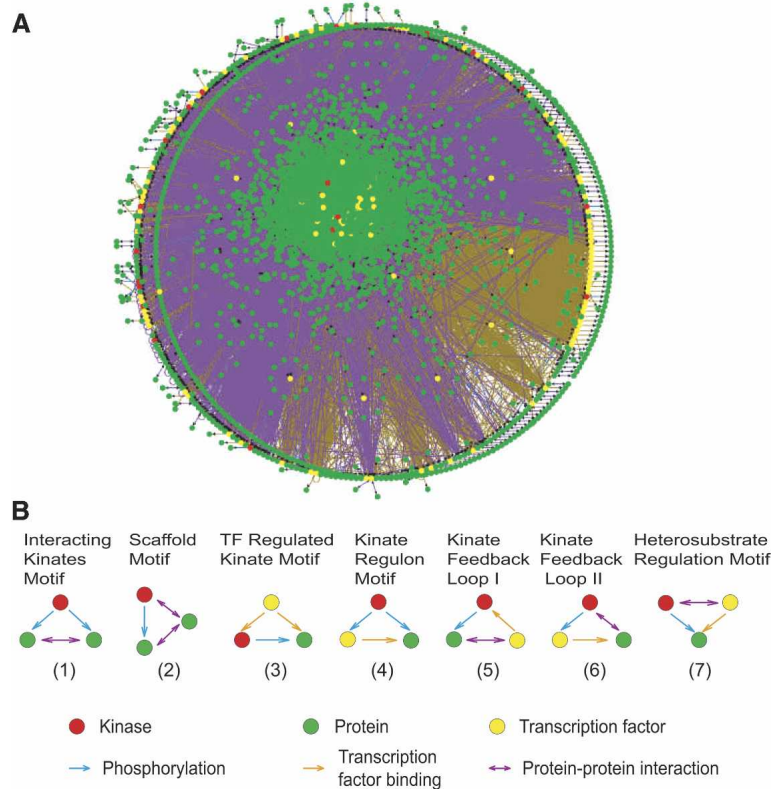 A
B
Interacting
Kinates
Motif
Scaffold
Motif
TF Regulated
Kinate Motif
Kinate
Regulon
Motif
Kinate
Feedback
Loop I
Kinate
Feedback
Loop II
Heterosubstrate
Regulation Motif
(1)
(2)
(3)
(4)
(5)
(6)
(7)
Kinase
Protein
Transcription factor
Phosphorylation
Transcription
factor binding
Protein-protein interaction